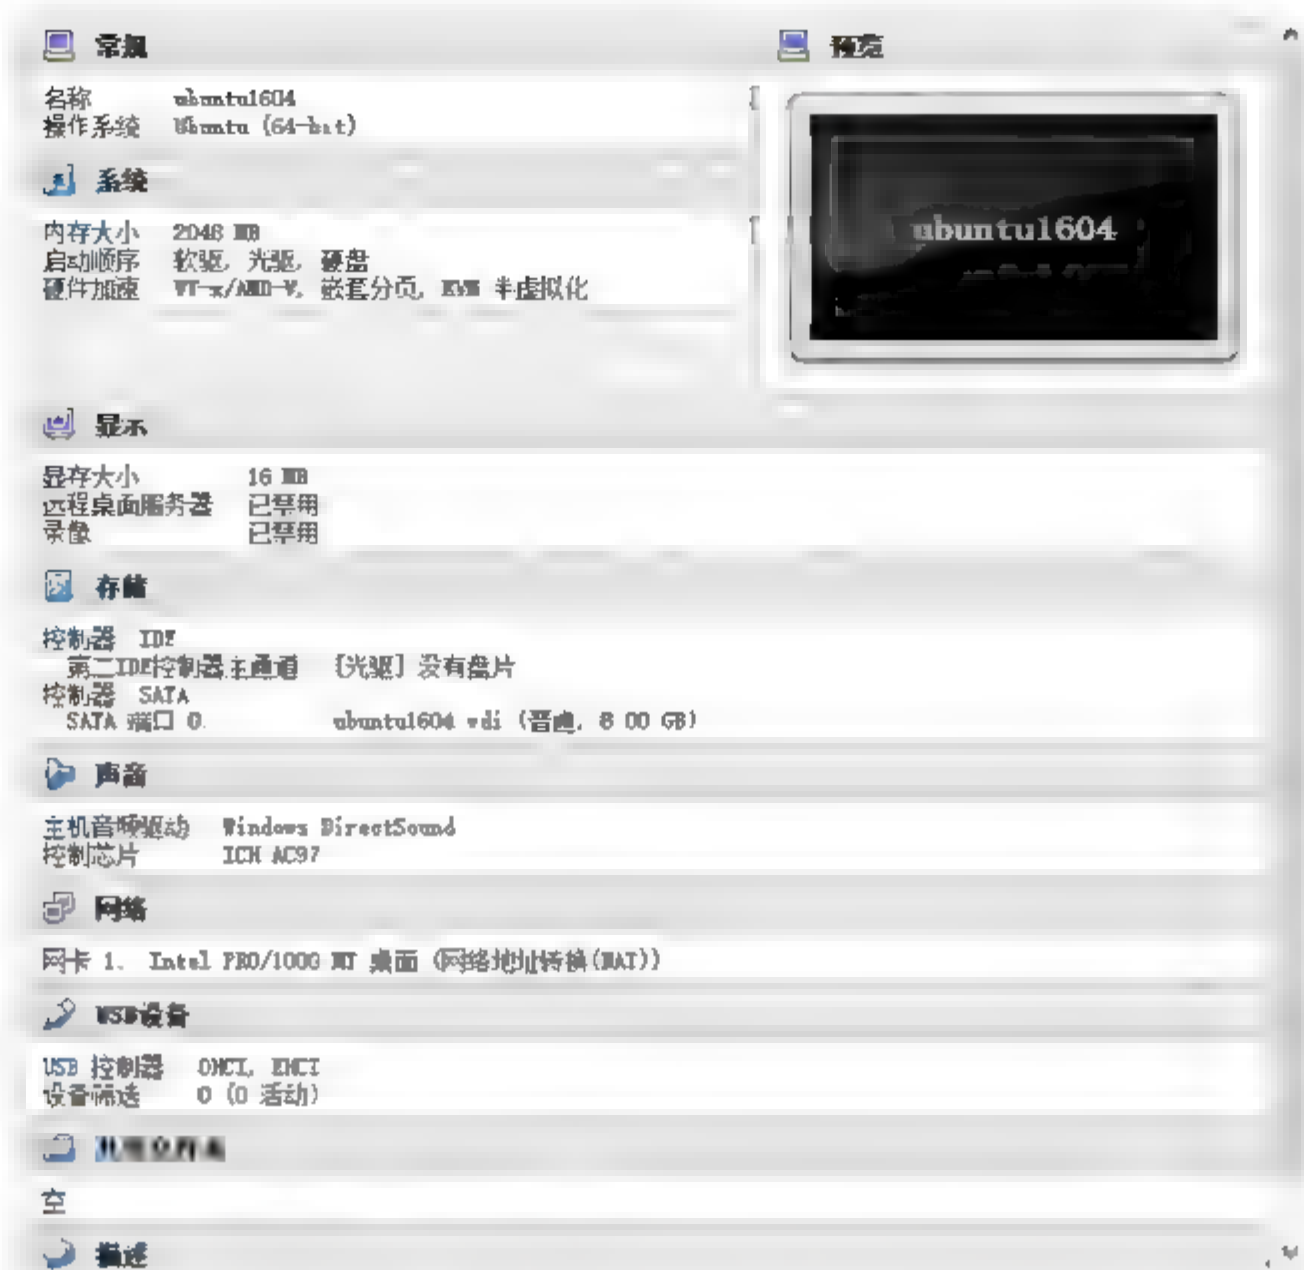 常规
名称 ubuntu1604
操作系统 Ubuntu (64-bit)
预览
ubuntu1604
系统
内存大小 2048 MB
启动顺序 软驱, 光驱, 硬盘
硬件加速 VT-x/AMD-V, 嵌套分页, KVM 半虚拟化
显示
显存大小 16 MB
远程桌面服务器 已禁用
录像 已禁用
存储
控制器 IDE
第二IDE控制器主通道 [光驱] 没有盘片
控制器 SATA
SATA 端口 0: ubuntu1604.vdi (普通, 8.00 GB)
声音
主机音频驱动 Windows DirectSound
控制芯片 ICH AC97
网络
网卡 1: Intel PRO/1000 MT 桌面 (网络地址转换(NAT))
USB设备
USB 控制器 OHCI, EHCI
设备筛选 0 (0 活动)
空
描述